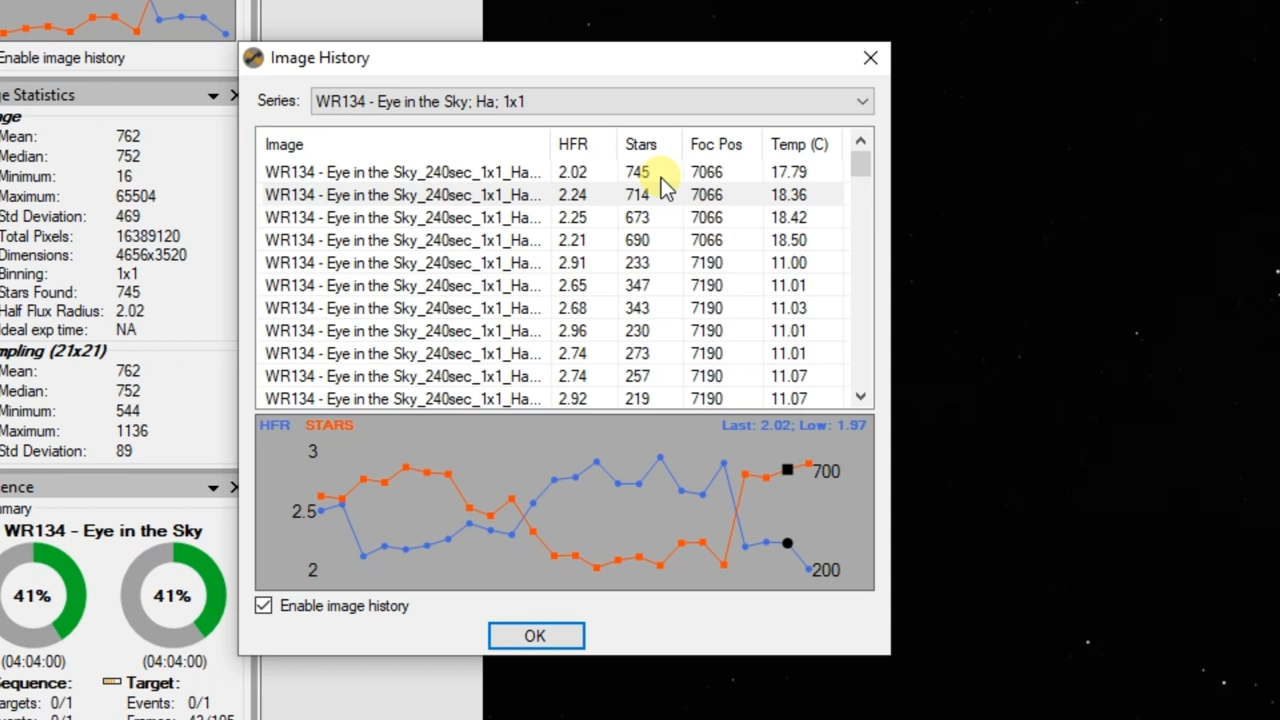 Enable image history
ge Statistics
nge
Mean: 762
Median: 752
Minimum: 16
Maximum: 65504
Std Deviation: 469
Total Pixels: 16389120
Dimensions: 4656x3520
Binning: 1x1
Stars Found: 745
Half Flux Radius: 2.02
deal exp time: NA
mpling (21x21)
Mean: 762
Median: 752
Minimum: 544
Maximum: 1136
Std Deviation: 89
ence
mmary
WR134 - Eye in the Sky
41% 41%
(04:04:00) (04:04:00)
Sequence: Target:
argets: 0/1 Events: 0/1
Image History
Series: WR134 - Eye in the Sky; Ha; 1x1
Image HFR Stars Foc Pos Temp (C)
WR134 - Eye in the Sky_240sec_1x1_Ha... 2.02 745 7066 17.79
WR134 - Eye in the Sky_240sec_1x1_Ha... 2.24 714 7066 18.36
WR134 - Eye in the Sky_240sec_1x1_Ha... 2.25 673 7066 18.42
WR134 - Eye in the Sky_240sec_1x1_Ha... 2.21 690 7066 18.50
WR134 - Eye in the Sky_240sec_1x1_Ha... 2.91 233 7190 11.00
WR134 - Eye in the Sky_240sec_1x1_Ha... 2.65 347 7190 11.01
WR134 - Eye in the Sky_240sec_1x1_Ha... 2.68 343 7190 11.03
WR134 - Eye in the Sky_240sec_1x1_Ha... 2.96 230 7190 11.01
WR134 - Eye in the Sky_240sec_1x1_Ha... 2.74 273 7190 11.01
WR134 - Eye in the Sky_240sec_1x1_Ha... 2.74 257 7190 11.07
WR134 - Eye in the Sky_240sec_1x1_Ha... 2.92 219 7190 11.07
HFR STARS Last: 2.02; Low: 1.97
3 700
2.5
2 200
Enable image history
OK